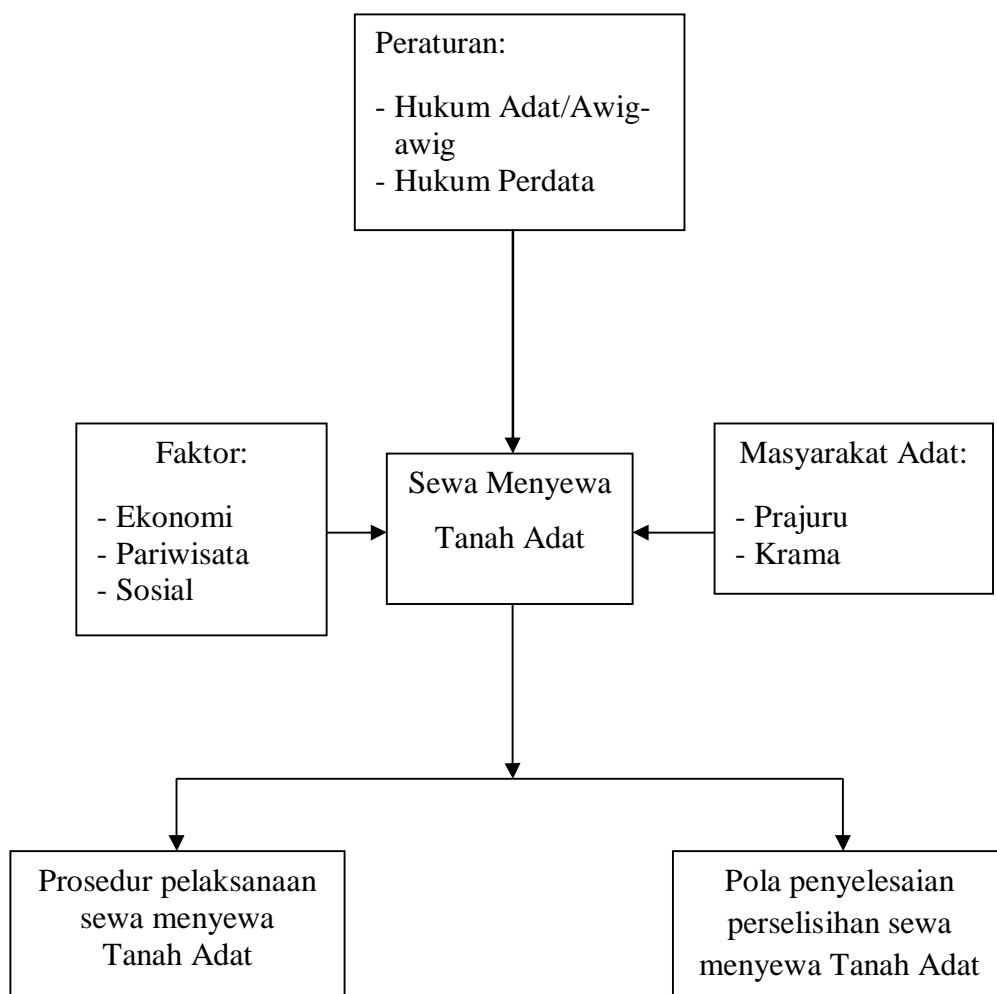 Peraturan:
- Hukum Adat/Awig-
awig
- Hukum Perdata
Faktor:
- Ekonomi
- Pariwisata
- Sosial
Sewa Menyewa
Tanah Adat
Masyarakat Adat:
- Prajuru
- Krama
Prosedur pelaksanaan
sewa menyewa
Tanah Adat
Pola penyelesaian
perselisihan sewa
menyewa Tanah Adat